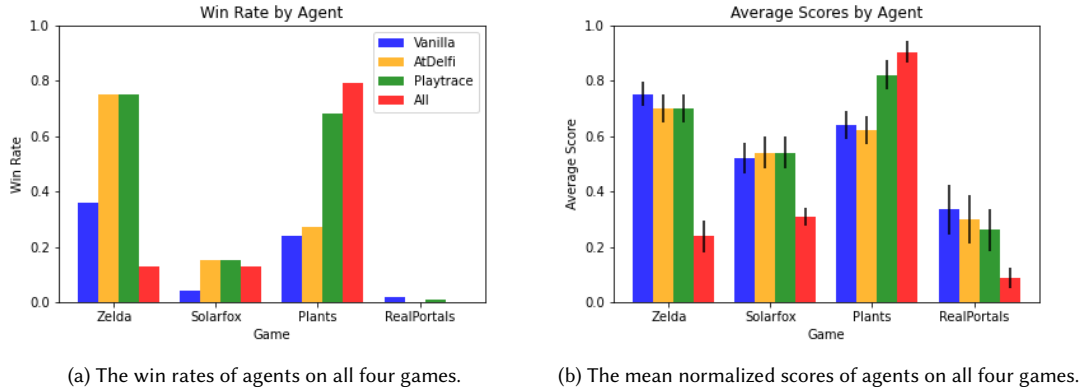 Win Rate by Agent
1.0
0.8
0.6
0.4
0.2
0.0
Win Rate
Vanilla
AtDelfi
Playtrace
All
Zelda
Solarfox
Plants
RealPortals
Game
(a) The win rates of agents on all four games.
Average Scores by Agent
1.0
0.8
0.6
0.4
0.2
0.0
Average Score
Zelda
Solarfox
Plants
RealPortals
Game
(b) The mean normalized scores of agents on all four games.